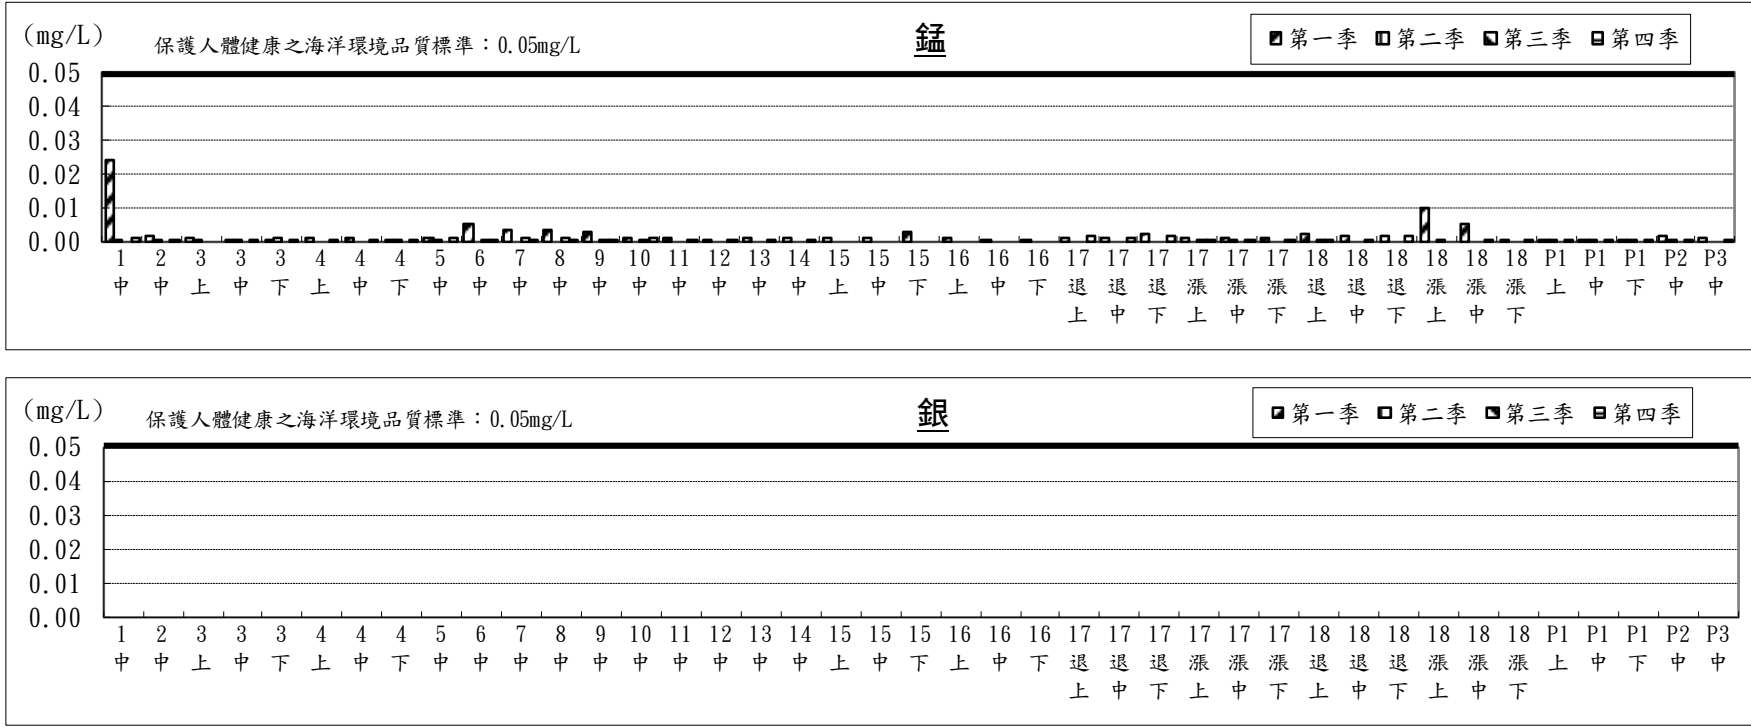 (mg/L)
保護人體健康之海洋環境品質標準：0.05mg/L
錳
第一季 第二季 第三季 第四季
0.05
0.04
0.03
0.02
0.01
0.00
1 2 3 3 3 4 4 4 5 6 7 8 9 10 11 12 13 14 15 15 15 16 16 16 17 17 17 17 17 17 18 18 18 18 18 18 P1 P1 P1 P2 P3
中 中 上 中 下 上 中 下 中 中 中 中 中 中 中 中 中 中 上 中 下 上 中 下 退 退 退 漲 漲 漲 退 退 退 漲 漲 漲 上 中 下 中 中
上 中 下 上 中 下 上 中 下 上 中 下
(mg/L)
保護人體健康之海洋環境品質標準：0.05mg/L
銀
第一季 第二季 第三季 第四季
0.05
0.04
0.03
0.02
0.01
0.00
1 2 3 3 3 4 4 4 5 6 7 8 9 10 11 12 13 14 15 15 15 16 16 16 17 17 17 17 17 17 18 18 18 18 18 18 P1 P1 P1 P2 P3
中 中 上 中 下 上 中 下 中 中 中 中 中 中 中 中 中 中 上 中 下 上 中 下 退 退 退 漲 漲 漲 退 退 退 漲 漲 漲 上 中 下 中 中
上 中 下 上 中 下 上 中 下 上 中 下